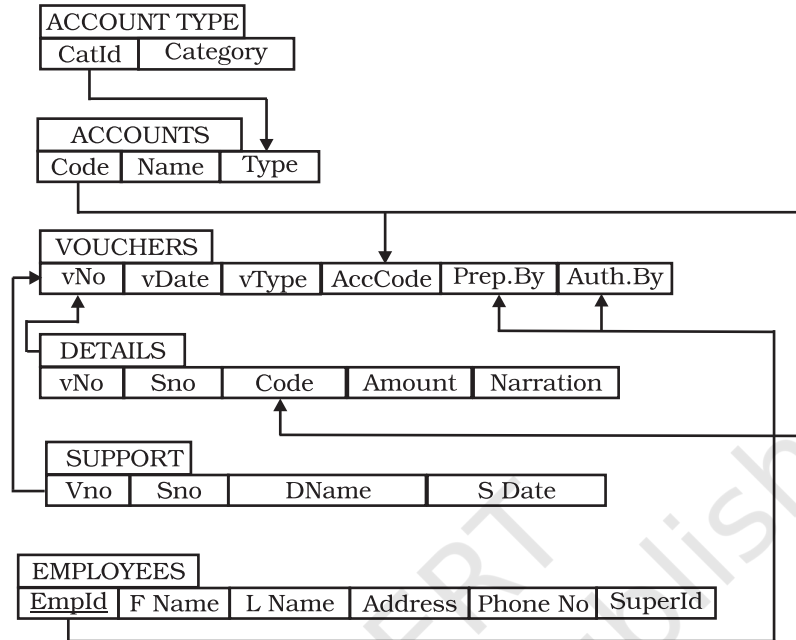 ACCOUNT TYPE
CatId Category
ACCOUNTS
Code Name Type
VOUCHERS
vNo vDate vType AccCode Prep.By Auth.By
DETAILS
vNo Sno Code Amount Narration
SUPPORT
Vno Sno DName S Date
EMPLOYEES
EmpId F Name L Name Address Phone No SuperId